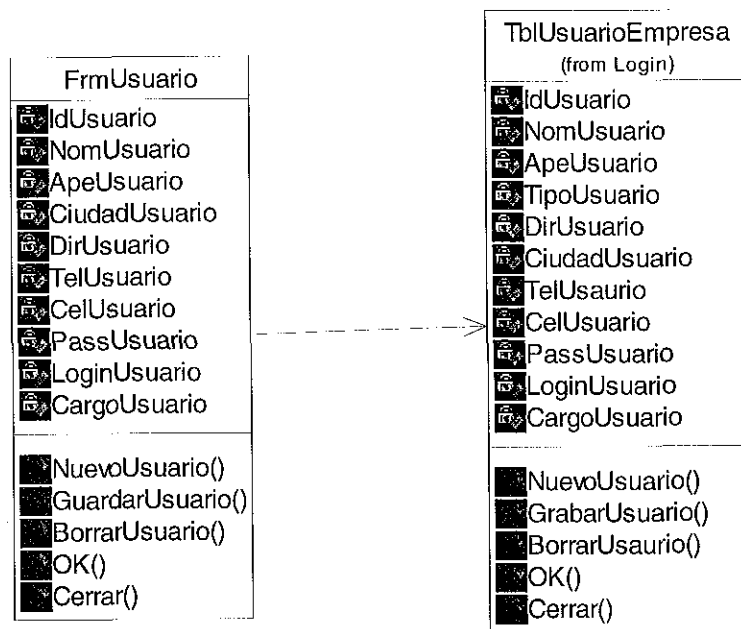 FrmUsuario
IdUsuario
NomUsuario
ApeUsuario
CiudadUsuario
DirUsuario
TelUsuario
CelUsuario
PassUsuario
LoginUsuario
CargoUsuario
NuevoUsuario()
GuardarUsuario()
BorrarUsuario()
OK()
Cerrar()
TblUsuarioEmpresa
(from Login)
IdUsuario
NomUsuario
ApeUsuario
TipoUsuario
DirUsuario
CiudadUsuario
TelUsaurio
CelUsuario
PassUsuario
LoginUsuario
CargoUsuario
NuevoUsuario()
GrabarUsuario()
BorrarUsaurio()
OK()
Cerrar()